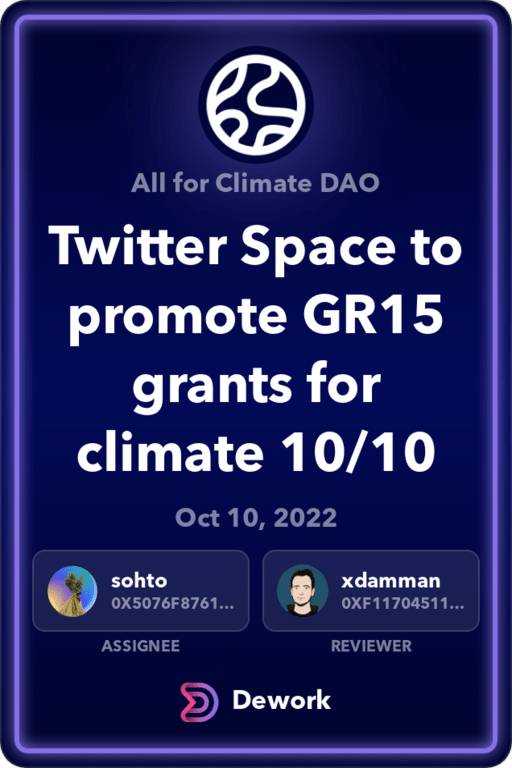 All for Climate DAO
Twitter Space to
promote GR15
grants for
climate 10/10
Oct 10, 2022
sohto
0X5076F8761...
ASSIGNEE
xdamman
0XF11704511...
REVIEWER
Dework